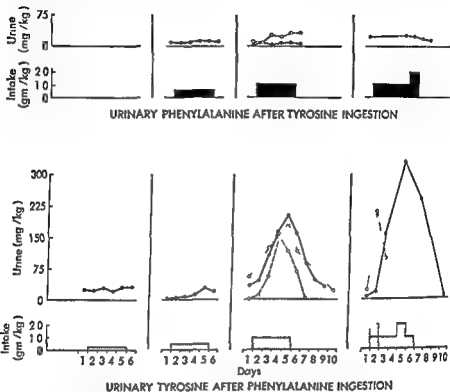 Urine
(mg/kg)
75
0
Intake
(gm/kg)
20
10
0
URINARY PHENYLALANINE AFTER TYROSINE INGESTION
Urine (mg/kg)
300
225
150
75
0
Intake
(gm/kg)
20
10
0
1 2 3 4 5 6
1 2 3 4 5 6
1 2 3 4 5 6 7 8 9 10
1 2 3 4 5 6 7 8 9 10
Days
URINARY TYROSINE AFTER PHENYLALANINE INGESTION